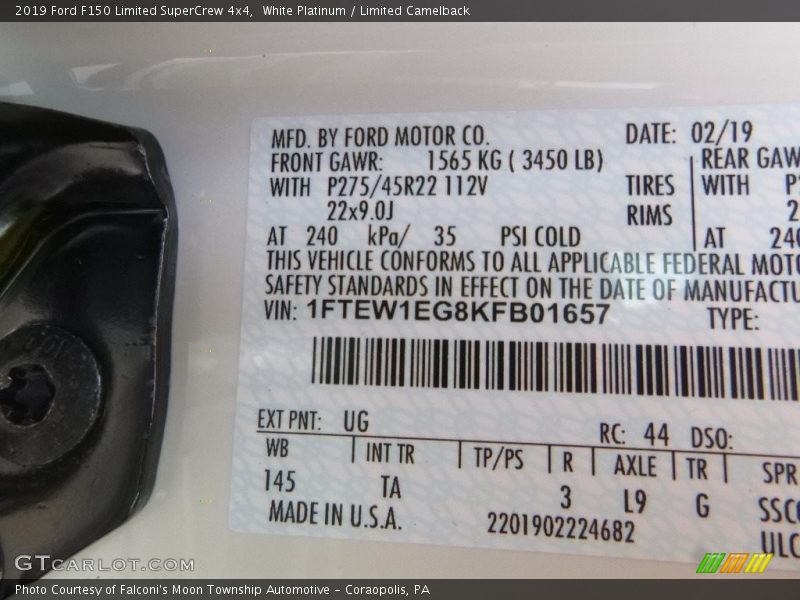 2019 Ford F150 Limited SuperCrew 4x4,  White Platinum / Limited Camelback
MFD. BY FORD MOTOR CO. DATE: 02/19
FRONT GAWR: 1565 KG ( 3450 LB) REAR GAW
WITH P275/45R22 112V TIRES WITH P
22x9.0J RIMS 2
AT 240 kPa/ 35 PSI COLD AT 240
THIS VEHICLE CONFORMS TO ALL APPLICABLE FEDERAL MOTO
SAFETY STANDARDS IN EFFECT ON THE DATE OF MANUFACTU
VIN: 1FTEW1EG8KFB01657 TYPE:
EXT PNT: UG RC: 44 DSO:
WB INT TR TP/PS R AXLE TR SPR
145 TA 3 L9 G SSC
MADE IN U.S.A. 2201902224682 ULC
GTCARLOT.COM
Photo Courtesy of Falconi's Moon Township Automotive – Coraopolis, PA